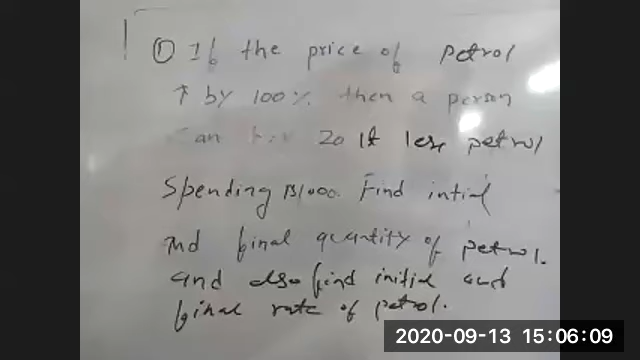 ① If the price of petrol
↑ by 100% then a person
can buy 20 lt less petrol
Spending Rs1000. Find intial
and final quantity of petrol.
and also find initial and
final rate of petrol.
2020-09-13 15:06:09